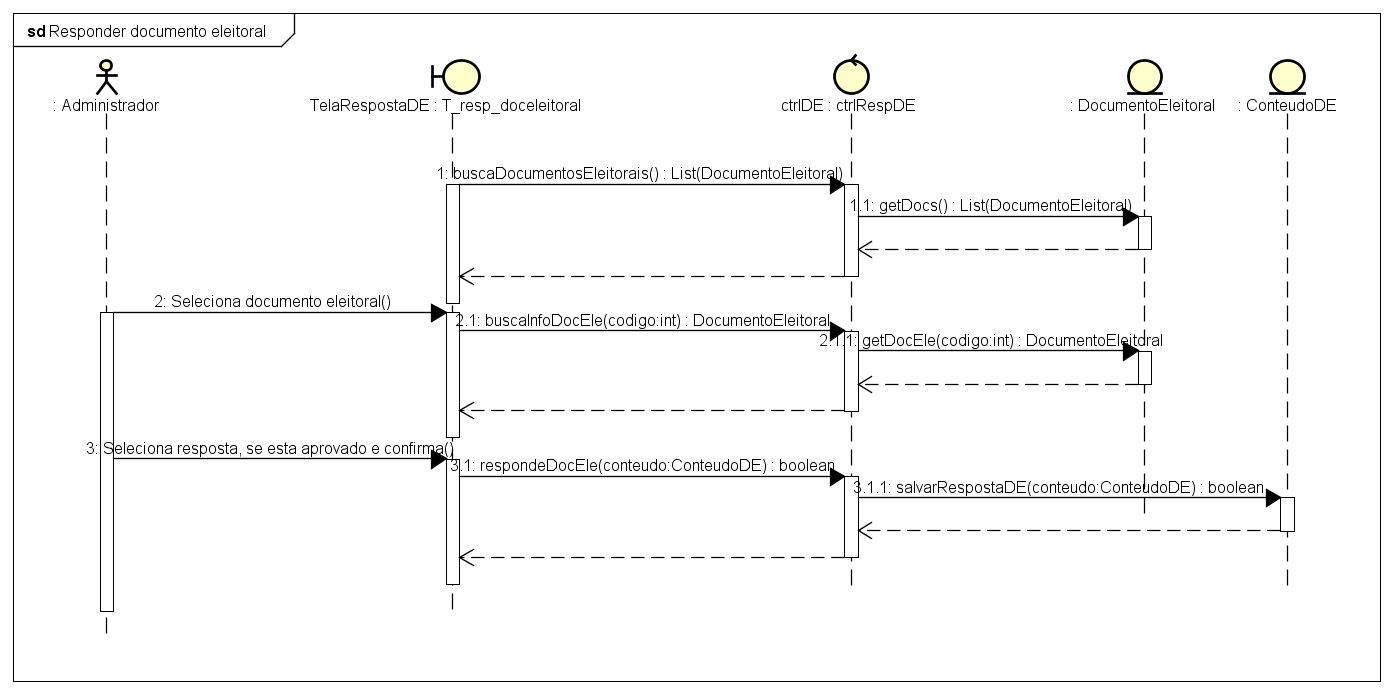 sd Responder documento eleitoral
: Administrador
TelaRespostaDE : T_resp_doceleitoral
ctrlDE : ctrlRespDE
: DocumentoEleitoral
: ConteudoDE
1: buscaDocumentosEleitorais() : List(DocumentoEleitoral)
1.1: getDocs() : List(DocumentoEleitoral)
2: Seleciona documento eleitoral()
2.1: buscaInfoDocEle(codigo:int) : DocumentoEleitoral
2.1.1: getDocEle(codigo:int) : DocumentoEleitoral
3: Seleciona resposta, se esta aprovado e confirma()
3.1: respondeDocEle(conteudo:ConteudoDE) : boolean
3.1.1: salvarRespostaDE(conteudo:ConteudoDE) : boolean